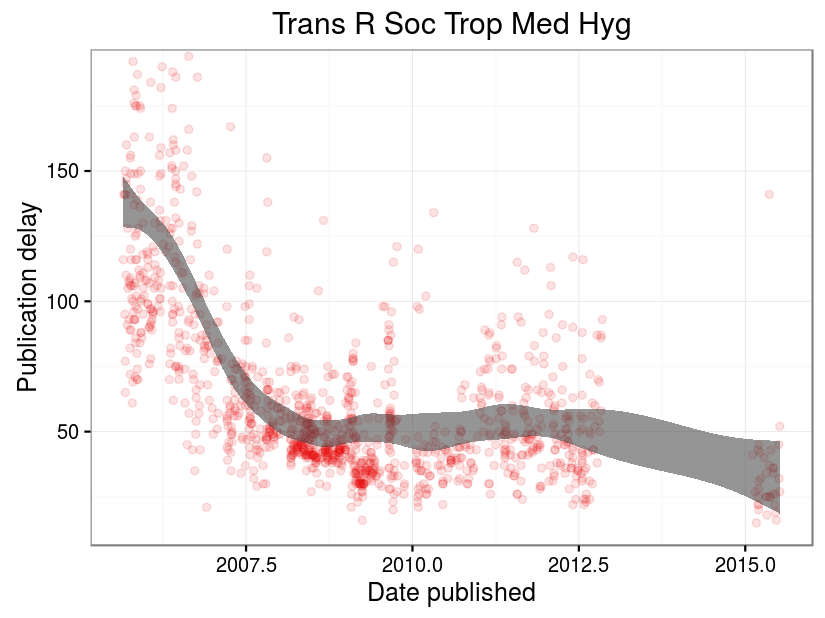 Trans R Soc Trop Med Hyg
Publication delay
150
100
50
2007.5
2010.0
2012.5
2015.0
Date published